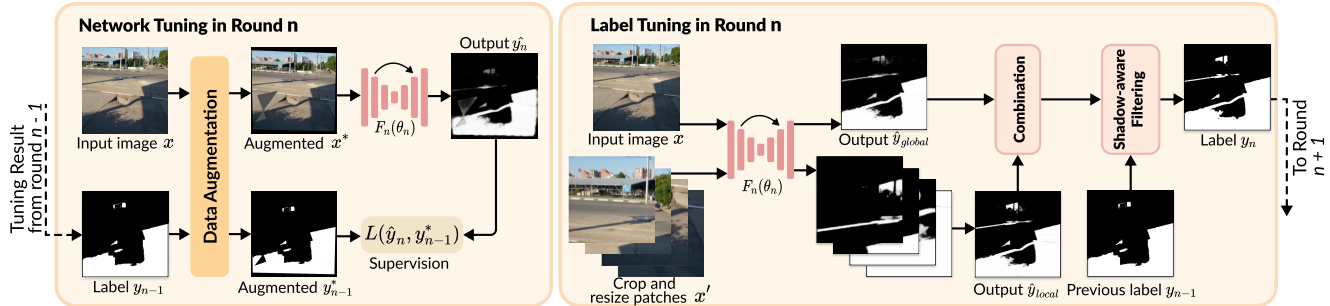 Network Tuning in Round n
Input image x
Data Augmentation
Augmented x*
Fₙ(θₙ)
Output ŷₙ
Tuning Result
from round n - 1
Label yₙ₋₁
Augmented y*ₙ₋₁
L(ŷₙ, y*ₙ₋₁)
Supervision
Label Tuning in Round n
Input image x
Crop and
resize patches x′
Fₙ(θₙ)
Output ŷ_global
Output ŷ_local
Combination
Shadow-aware
Filtering
Previous label yₙ₋₁
Label yₙ
To Round
n + 1